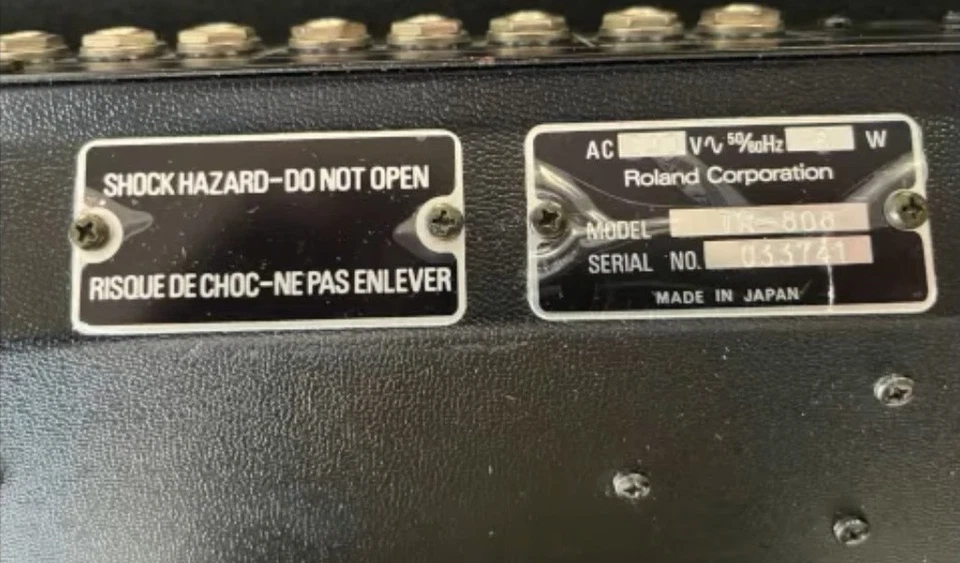 SHOCK HAZARD-DO NOT OPEN
RISQUE DE CHOC-NE PAS ENLEVER
AC V∿ 50/60Hz W
Roland Corporation
MODEL TR-808
SERIAL NO. 033741
MADE IN JAPAN